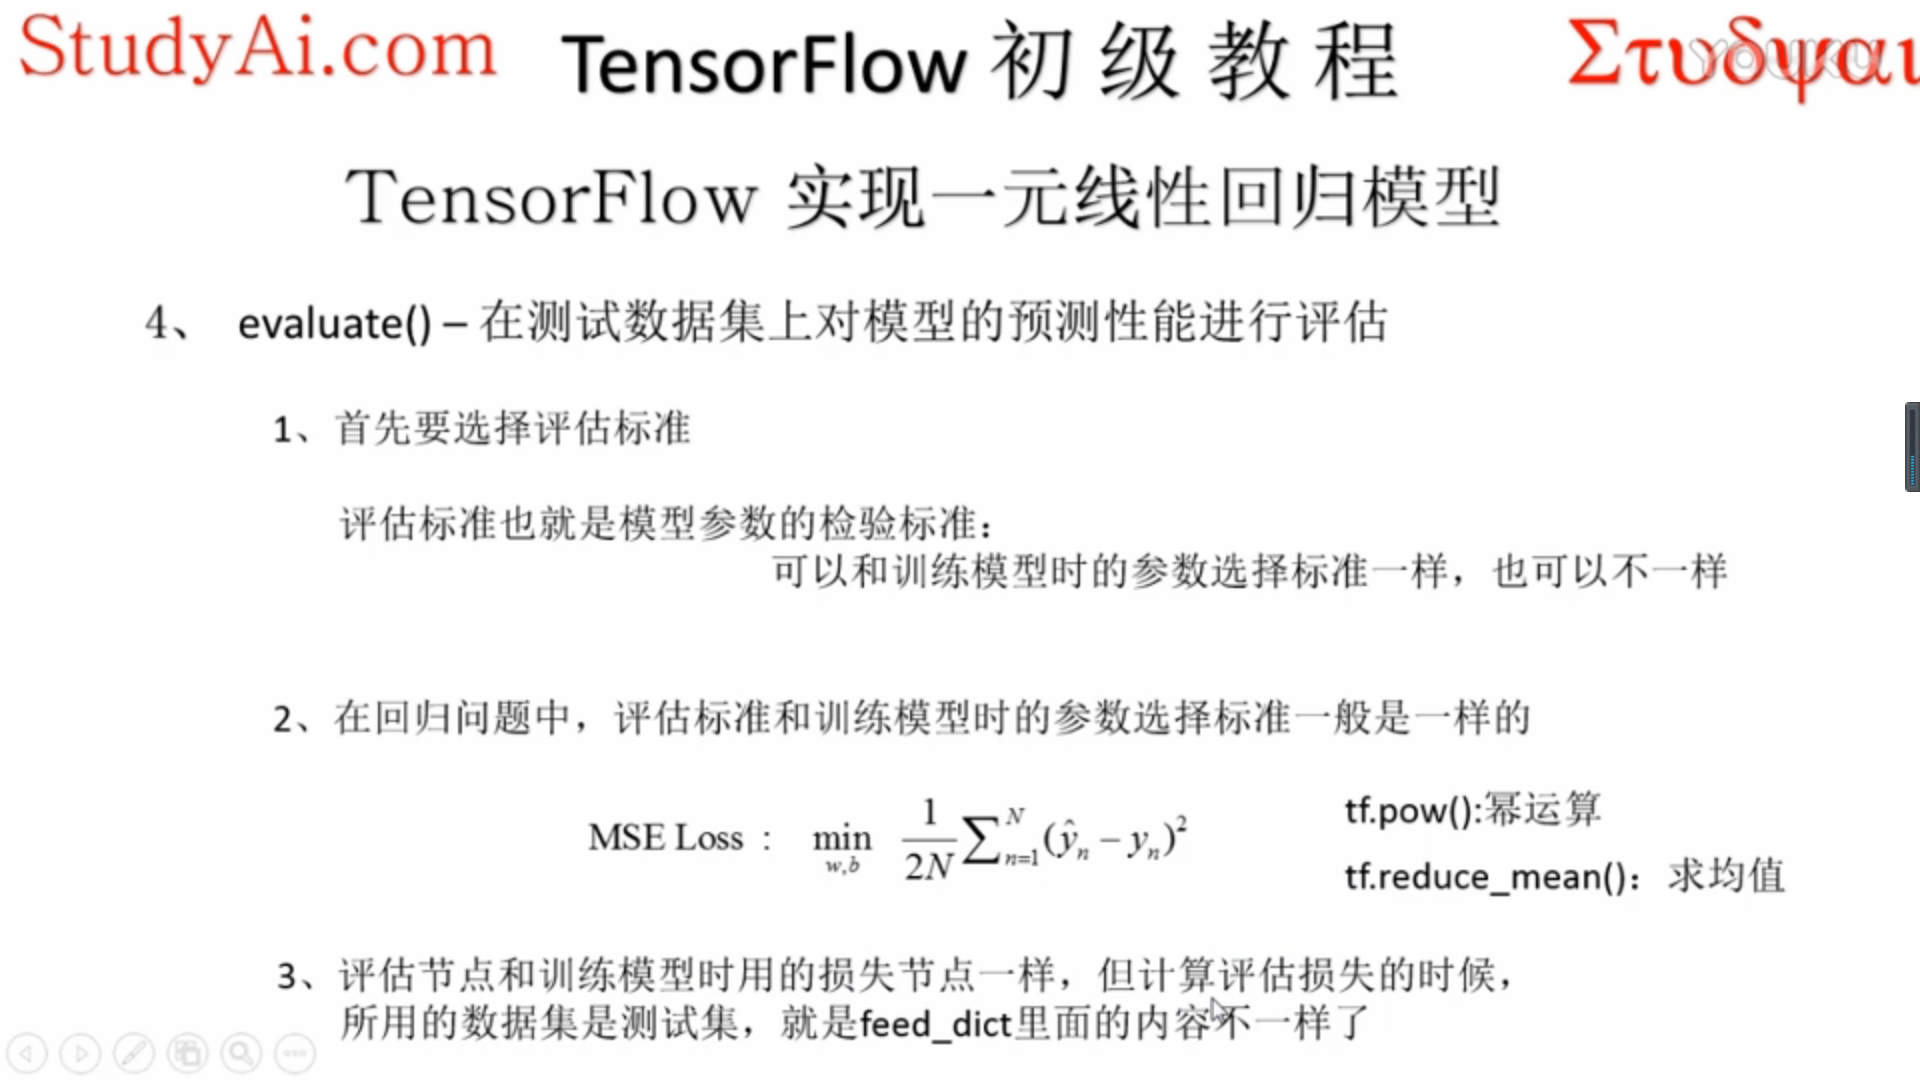 StudyAi.com
TensorFlow 初级教程
Στυδψαι
YOUKU
TensorFlow 实现一元线性回归模型
4、 evaluate() – 在测试数据集上对模型的预测性能进行评估
1、首先要选择评估标准
评估标准也就是模型参数的检验标准：
可以和训练模型时的参数选择标准一样，也可以不一样
2、在回归问题中，评估标准和训练模型时的参数选择标准一般是一样的
MSE Loss : min_{w,b} \frac{1}{2N} \sum_{n=1}^{N} (\hat{y}_n - y_n)^2
tf.pow():幂运算
tf.reduce_mean()：求均值
3、评估节点和训练模型时用的损失节点一样，但计算评估损失的时候，
所用的数据集是测试集，就是feed_dict里面的内容不一样了